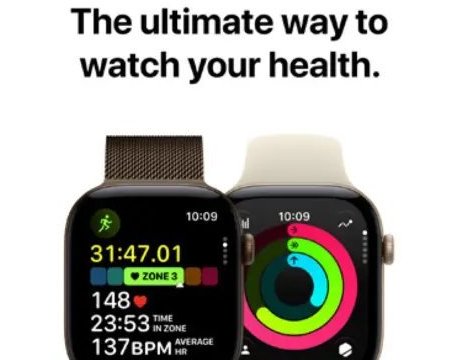 The ultimate way to
watch your health.
10:09
31:47.01
ZONE 3
148
23:53 TIME IN ZONE
137BPM AVERAGE HR
10:09